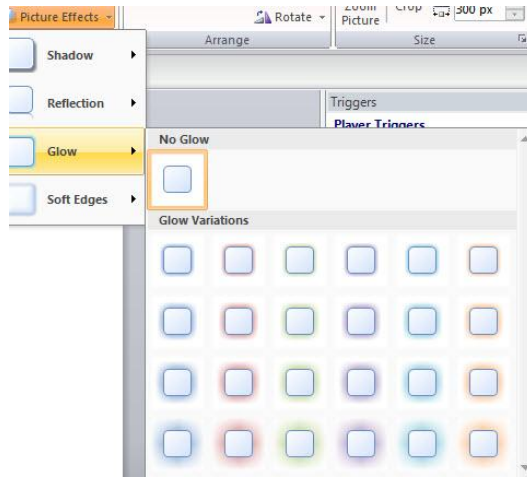 Picture Effects
Rotate
Zoom
Picture
Crop
300 px
Arrange
Size
Shadow
Reflection
Triggers
Player Triggers
Glow
No Glow
Soft Edges
Glow Variations